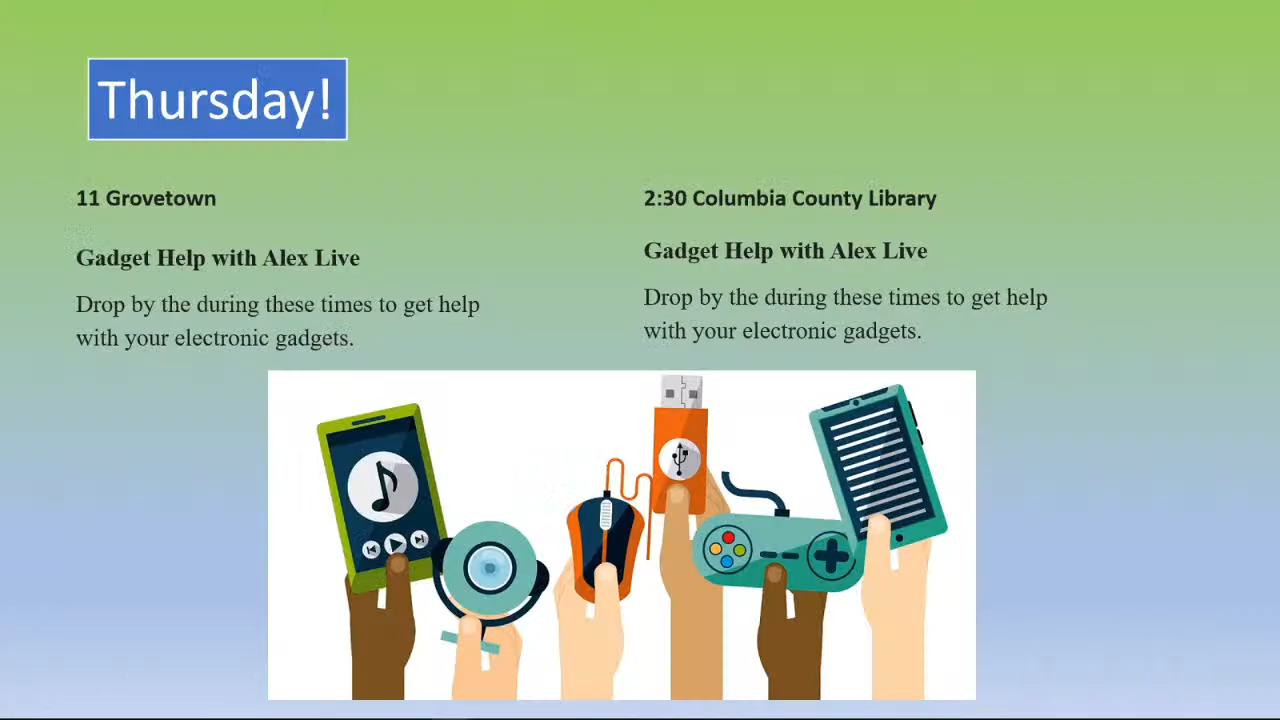 Thursday!
11 Grovetown
Gadget Help with Alex Live
Drop by the during these times to get help
with your electronic gadgets.
2:30 Columbia County Library
Gadget Help with Alex Live
Drop by the during these times to get help
with your electronic gadgets.